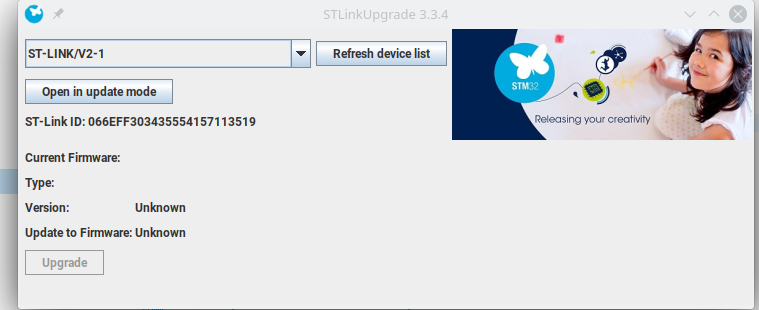 STLinkUpgrade 3.3.4
ST-LINK/V2-1
Refresh device list
Open in update mode
ST-Link ID: 066EFF303435554157113519
STM32
Releasing your creativity
Current Firmware:
Type:
Version: Unknown
Update to Firmware: Unknown
Upgrade